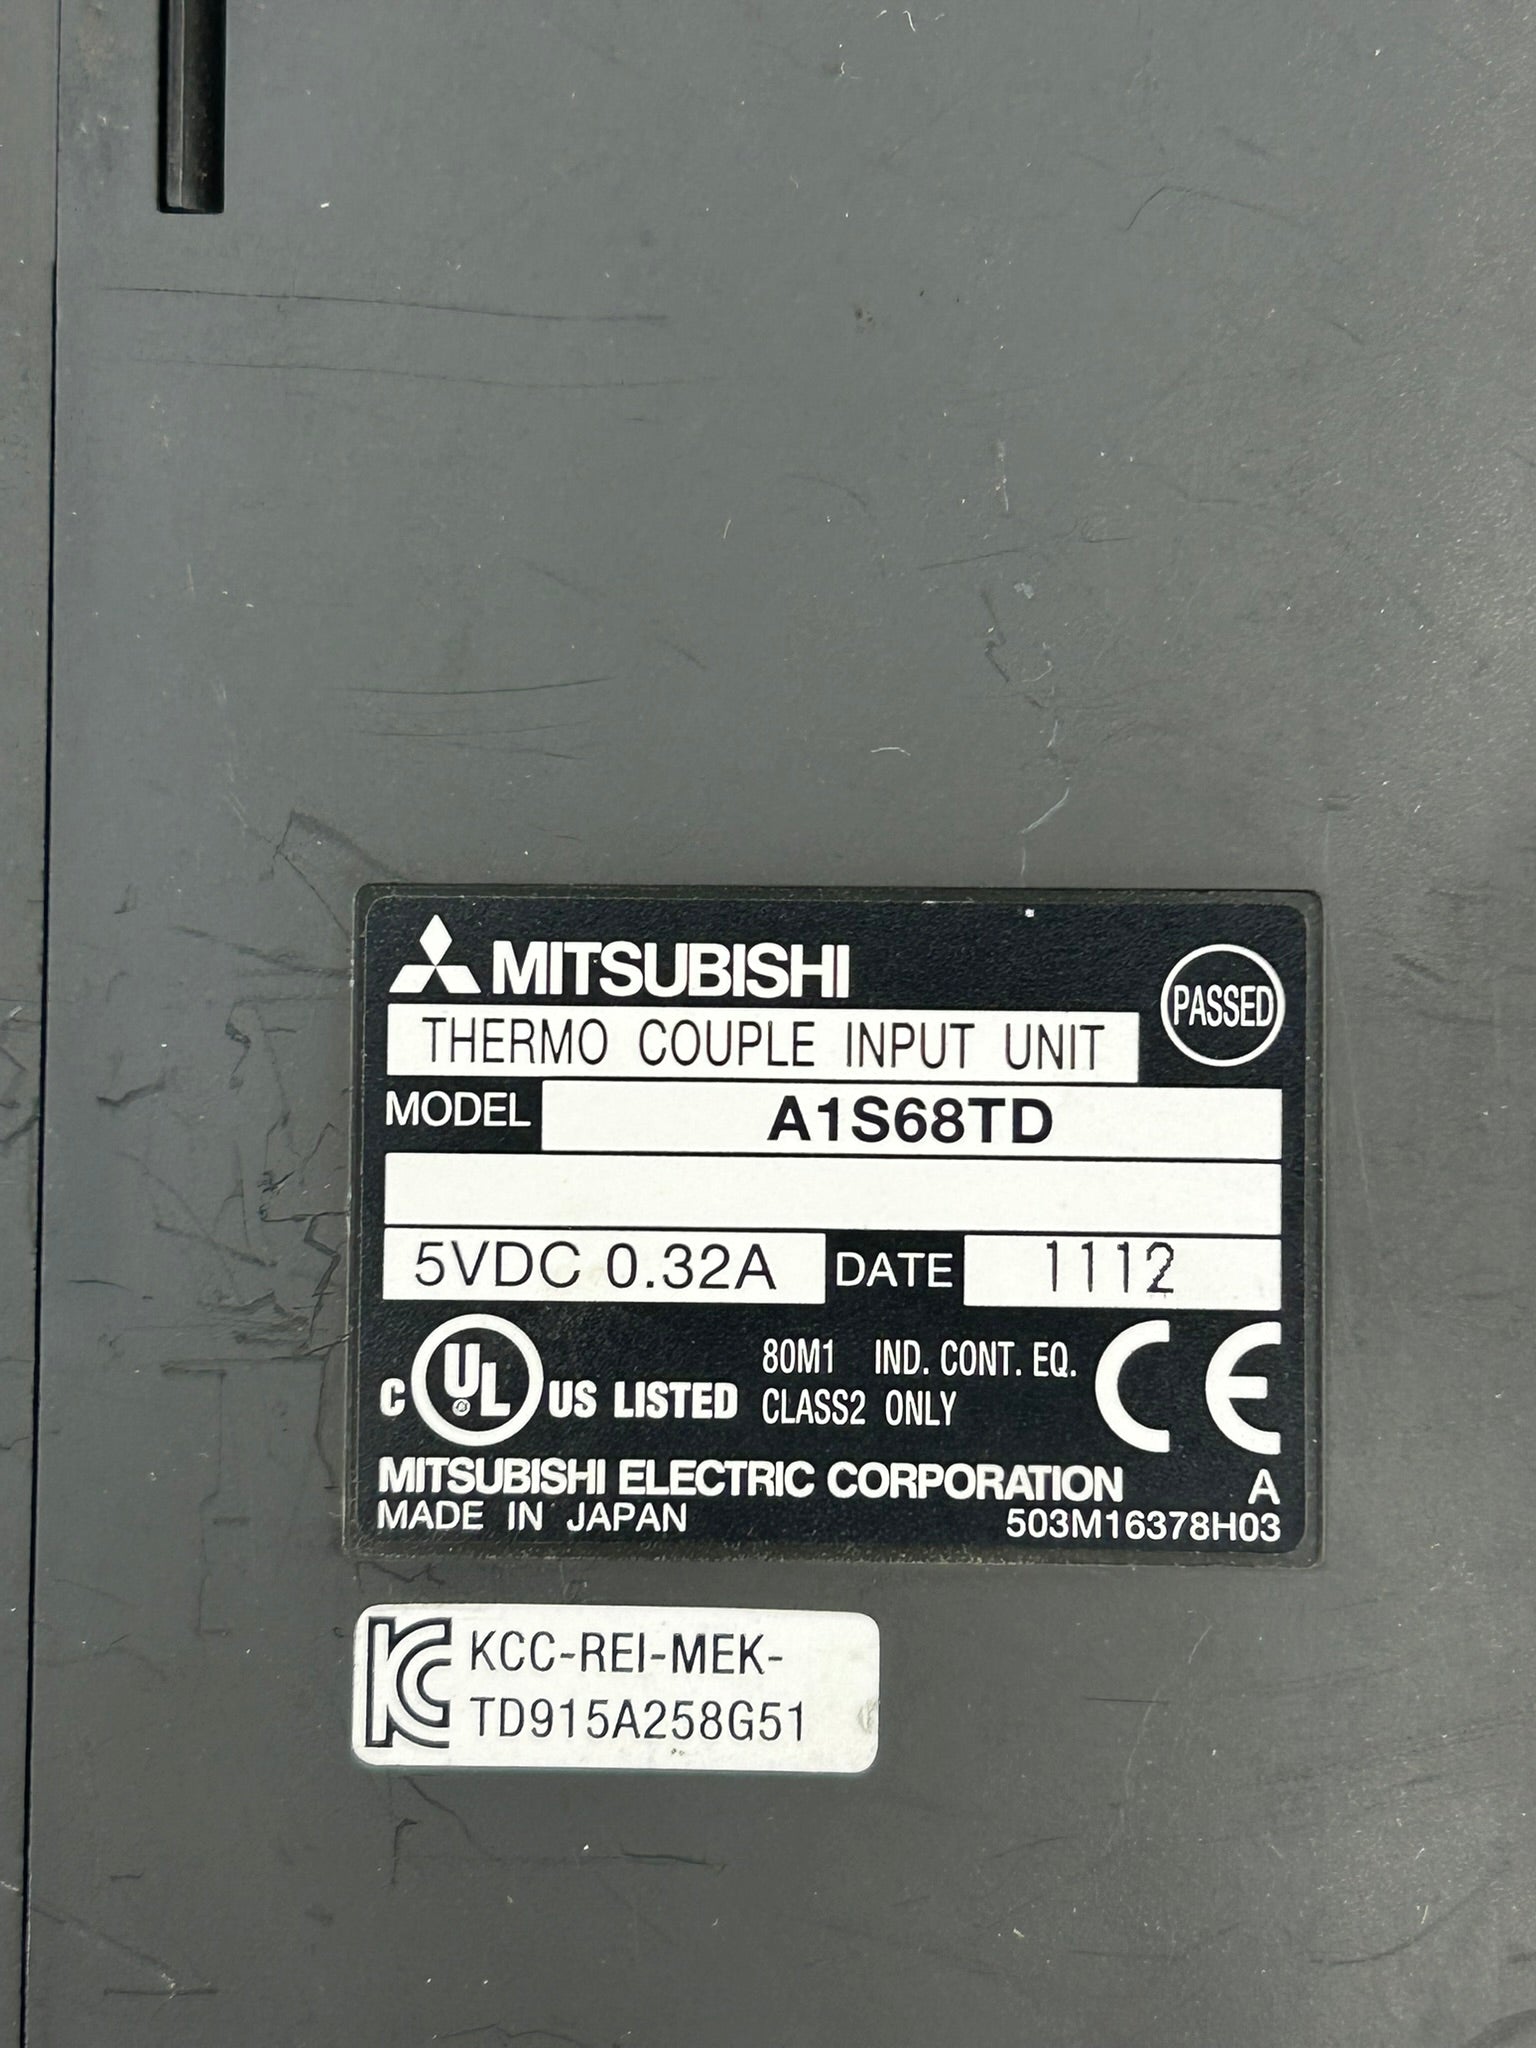 MITSUBISHI
PASSED
THERMO COUPLE INPUT UNIT
MODEL A1S68TD
5VDC 0.32A DATE 1112
C UL US LISTED 80M1 IND. CONT. EQ.
CLASS2 ONLY
CE
MITSUBISHI ELECTRIC CORPORATION A
MADE IN JAPAN 503M16378H03
KCC-REI-MEK-
TD915A258G51